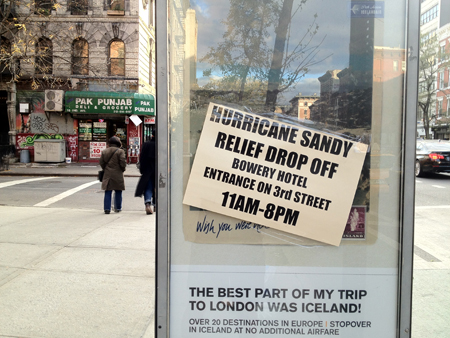 PAK PUNJAB
DELI & GROCERY
HURRICANE SANDY
RELIEF DROP OFF
BOWERY HOTEL
ENTRANCE ON 3rd STREET
11AM-8PM
Wish you were
THE BEST PART OF MY TRIP
TO LONDON WAS ICELAND!
OVER 20 DESTINATIONS IN EUROPE | STOPOVER
IN ICELAND AT NO ADDITIONAL AIRFARE